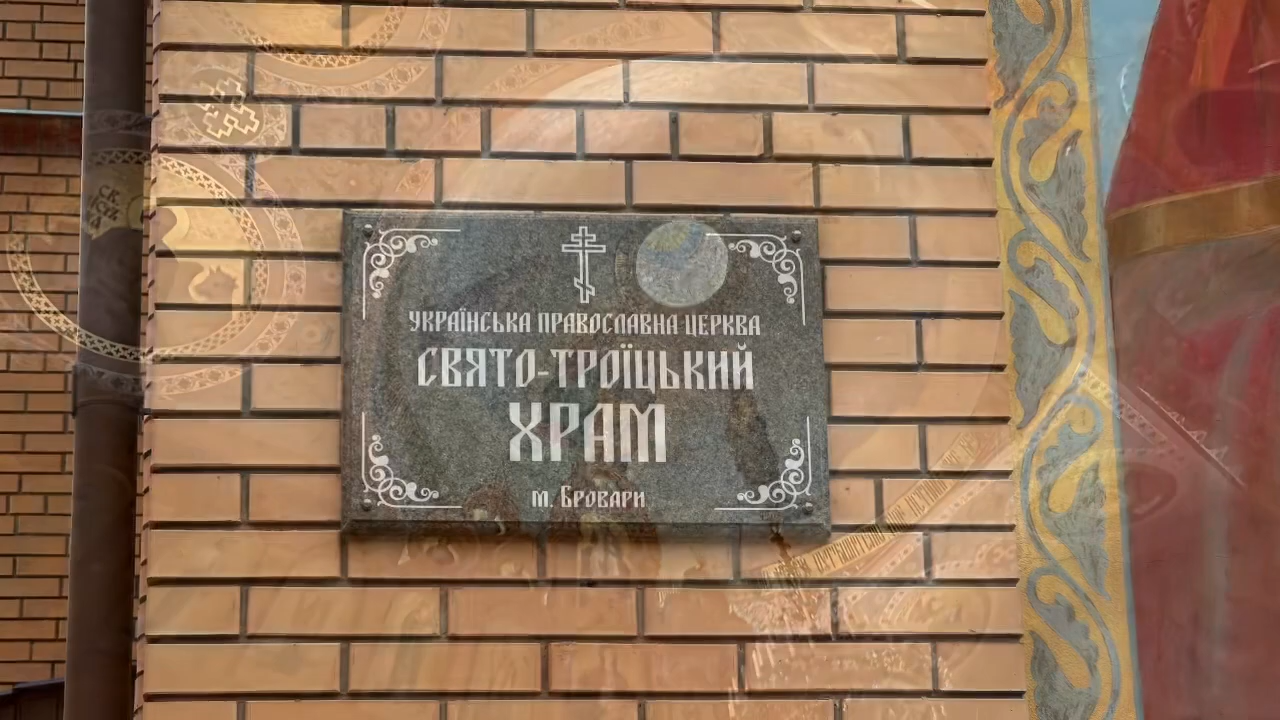 УКРАЇНСЬКА ПРАВОСЛАВНА ЦЕРКВА
СВЯТО-ТРОЇЦЬКИЙ
ХРАМ
м. Бровари